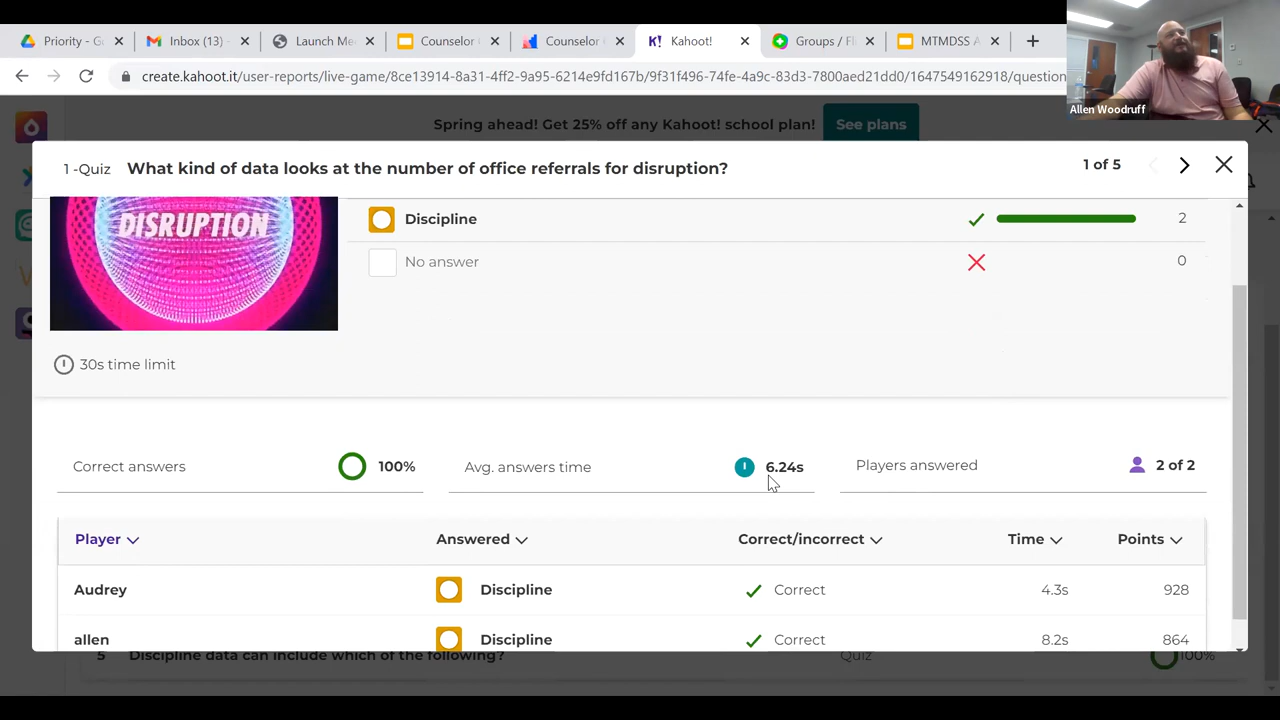 Priority - G
Inbox (13) -
Launch Me
Counselor
Counselor
Kahoot!
Groups / Fl
MTMDSS A
create.kahoot.it/user-reports/live-game/8ce13914-8a31-4ff2-9a95-6214e9fd167b/9f31f496-74fe-4a9c-83d3-7800aed21dd0/1647549162918/question
Allen Woodruff
Spring ahead! Get 25% off any Kahoot! school plan!
See plans
1 -Quiz What kind of data looks at the number of office referrals for disruption?
1 of 5
DISRUPTION
Discipline 2
No answer 0
30s time limit
Correct answers 100%
Avg. answers time 6.24s
Players answered 2 of 2
Player Answered Correct/incorrect Time Points
Audrey Discipline Correct 4.3s 928
allen Discipline Correct 8.2s 864
5 Discipline data can include which of the following? Quiz 100%